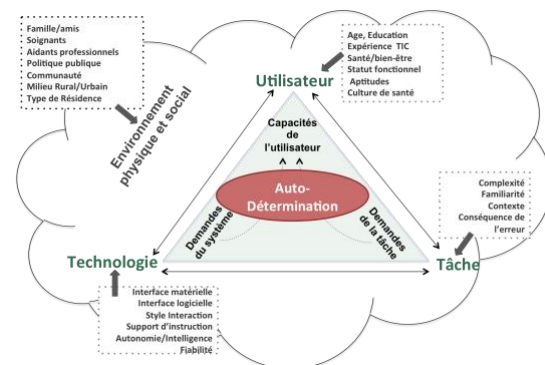 Famille/amis
Soignants
Aidants professionnels
Politique publique
Communauté
Milieu Rural/Urbain
Type de Résidence
Environnement
physique et social
Age, Education
Expérience TIC
Santé/bien-être
Statut fonctionnel
Aptitudes
Culture de santé
Utilisateur
Capacités
de
l'utilisateur
Auto-
Détermination
Demandes
du système
Demandes
de la tâche
Complexité
Familiarité
Contexte
Conséquence de
l'erreur
Technologie
Tâche
Interface matérielle
Interface logicielle
Style Interaction
Support d'instruction
Autonomie/Intelligence
Fiabilité